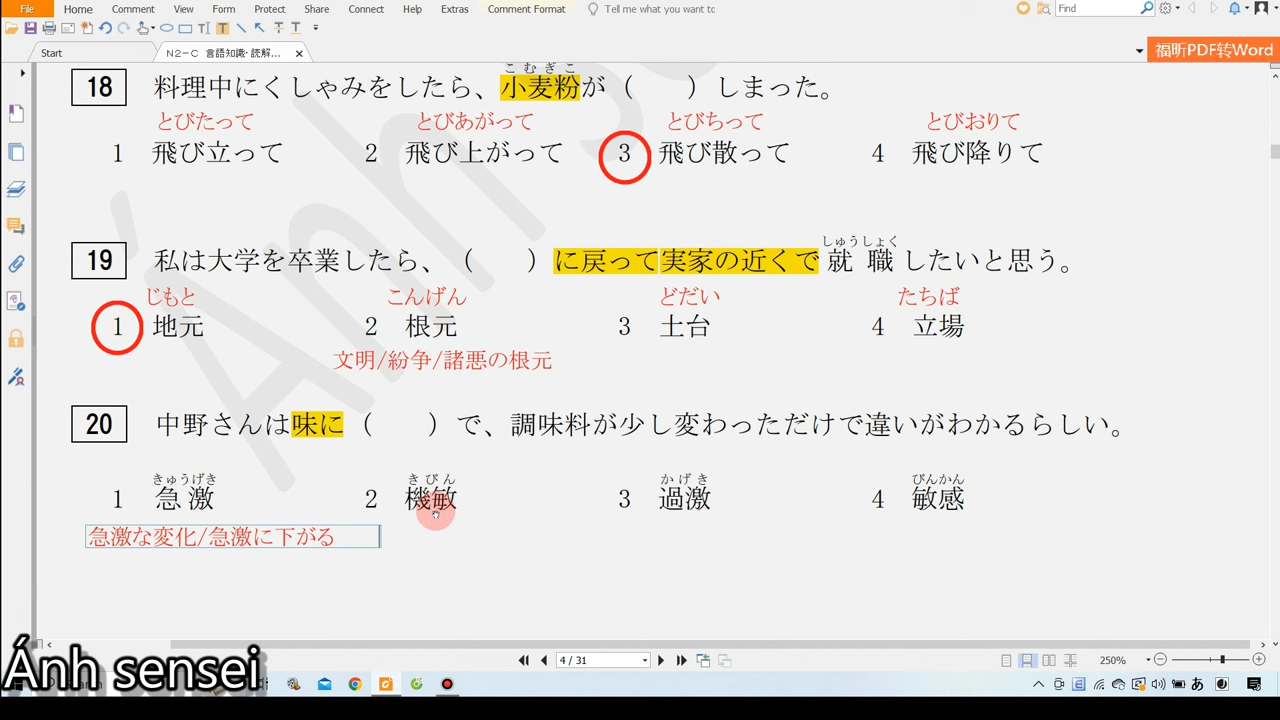 File Home Comment View Form Protect Share Connect Help Extras Comment Format Tell me what you want to Find
Start N2-C 言語知識・読解...
福昕PDF转Word
こむぎこ
18 料理中にくしゃみをしたら、小麦粉が（ ）しまった。
とびたって とびあがって とびちって とびおりて
1 飛び立って 2 飛び上がって 3 飛び散って 4 飛び降りて
しゅうしょく
19 私は大学を卒業したら、（ ）に戻って実家の近くで就職したいと思う。
じもと こんげん どだい たちば
1 地元 2 根元 3 土台 4 立場
文明/紛争/諸悪の根元
20 中野さんは味に（ ）で、調味料が少し変わっただけで違いがわかるらしい。
きゅうげき きびん かげき びんかん
1 急激 2 機敏 3 過激 4 敏感
急激な変化/急激に下がる
Ánh sensei
4 / 31
250%
あ